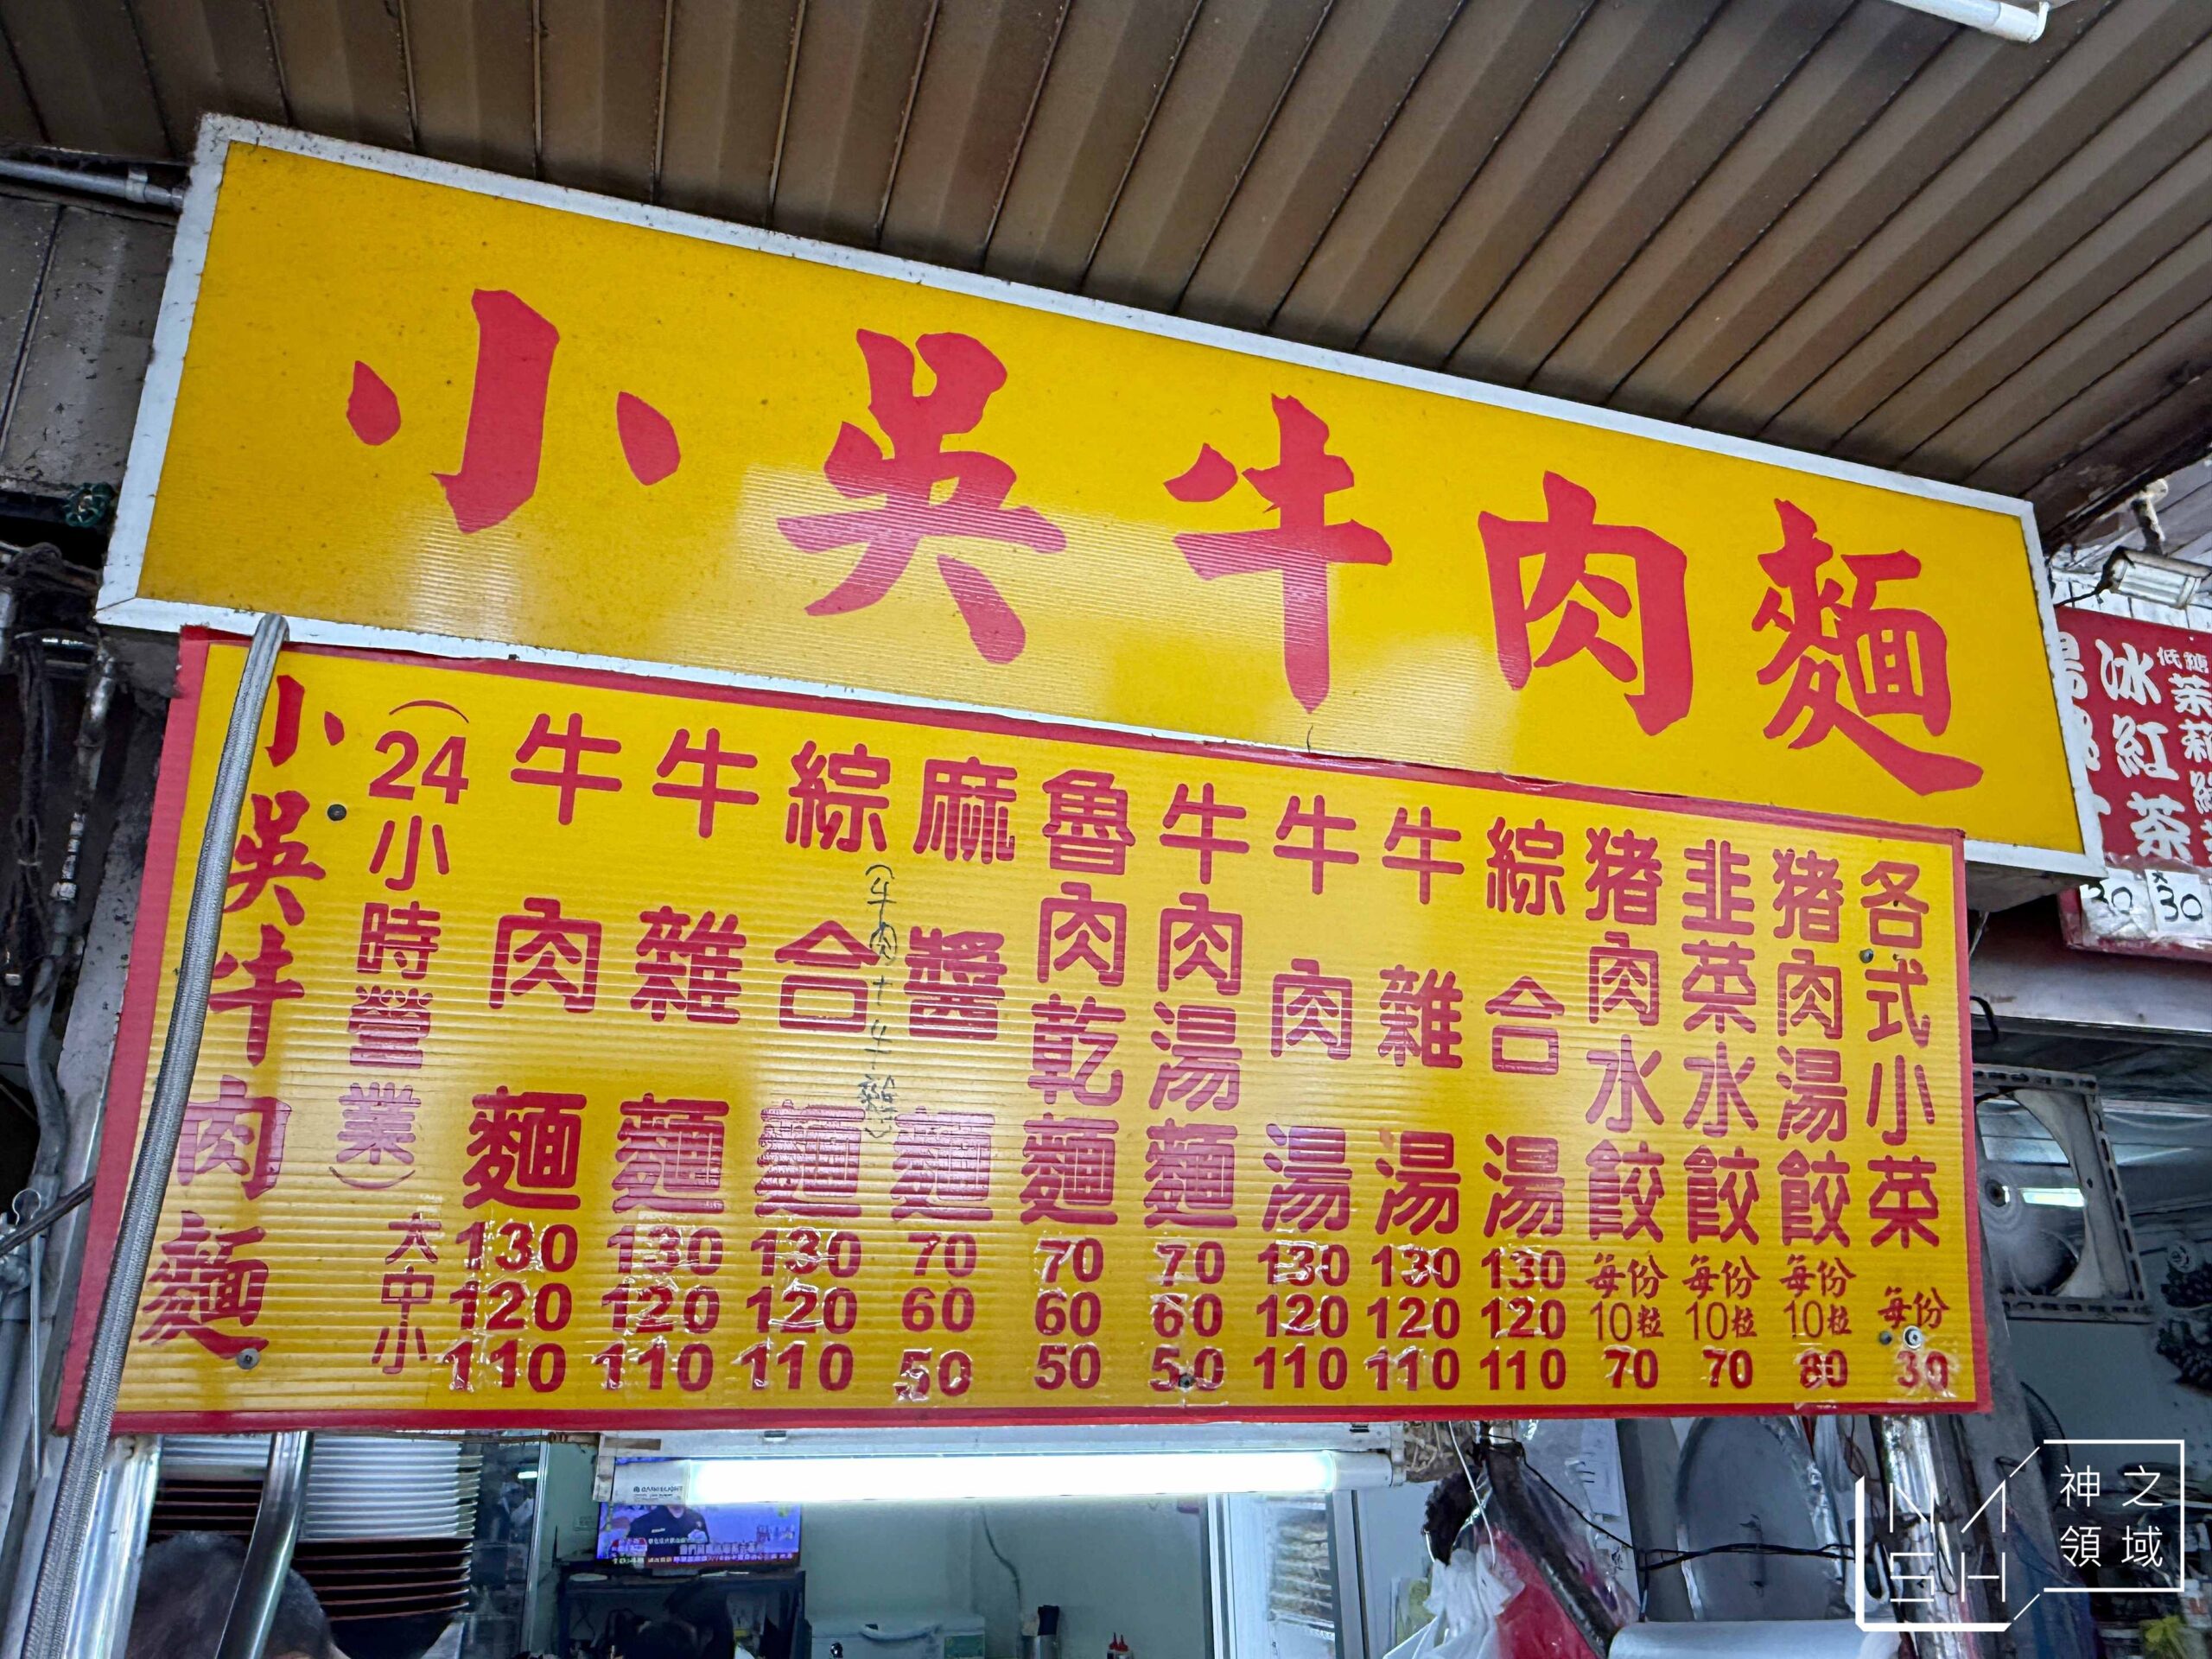 小吳牛肉麵
小吳牛肉麵
(24小時營業)
大 中 小
牛肉麵 130 120 110
牛雜麵 130 120 110
綜合麵 130 120 110
(牛肉+牛雜)
麻醬麵 70 60 50
魯肉乾麵 70 60 50
牛肉湯麵 70 60 50
牛肉湯 130 120 110
牛雜湯 130 120 110
綜合湯 130 120 110
猪肉水餃 每份 10粒 70
韭菜水餃 每份 10粒 70
猪肉湯餃 每份 10粒 80
各式小菜 每份 30
冰紅茶
低糖
30
神之
領域
NASH